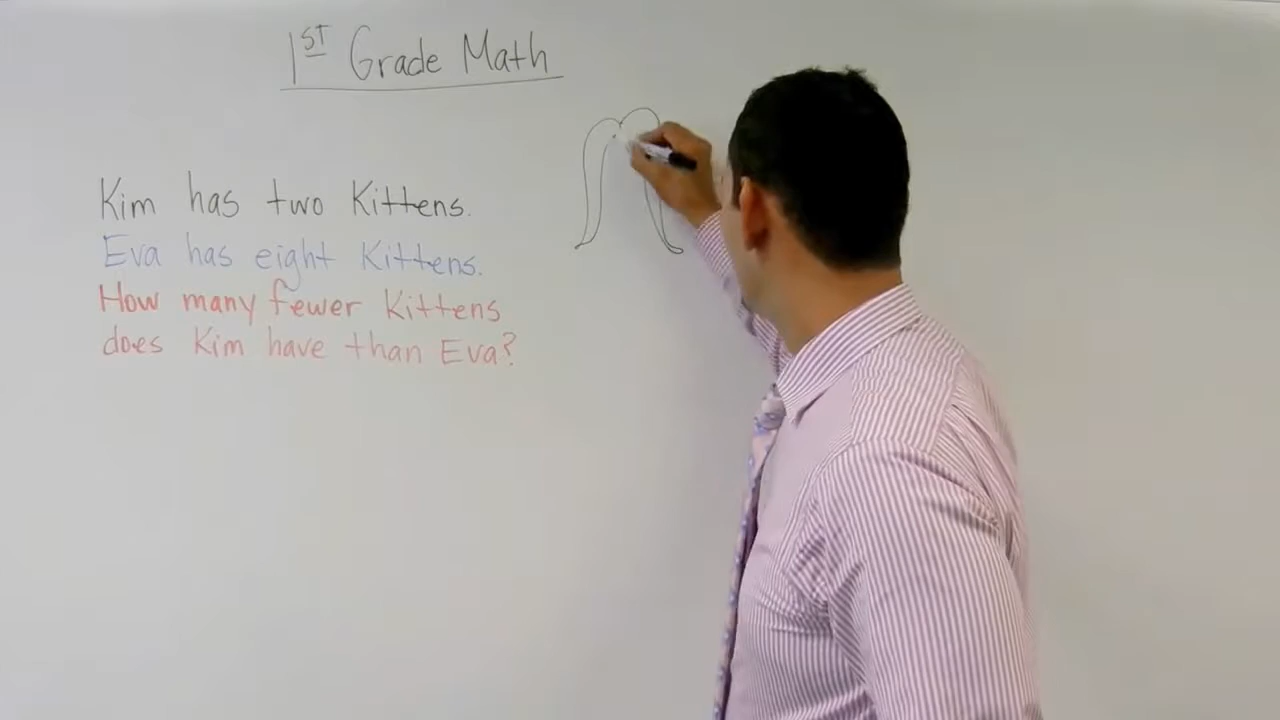 1ST Grade Math
Kim has two Kittens.
Eva has eight Kittens.
How many fewer Kittens
does Kim have than Eva?